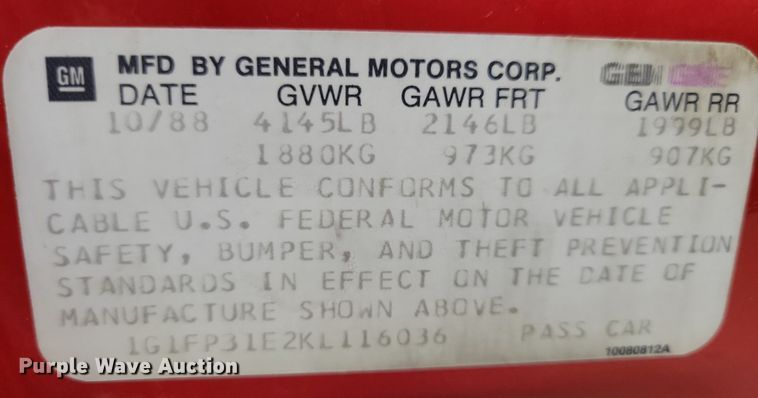 GM MFD BY GENERAL MOTORS CORP.
DATE GVWR GAWR FRT GAWR RR
10/88 4145LB 2146LB 1999LB
1880KG 973KG 907KG
THIS VEHICLE CONFORMS TO ALL APPLI-
CABLE U.S. FEDERAL MOTOR VEHICLE
SAFETY, BUMPER, AND THEFT PREVENTION
STANDARDS IN EFFECT ON THE DATE OF
MANUFACTURE SHOWN ABOVE.
1G1FP31E2KL116036 PASS CAR
10080812A
Purple Wave Auction